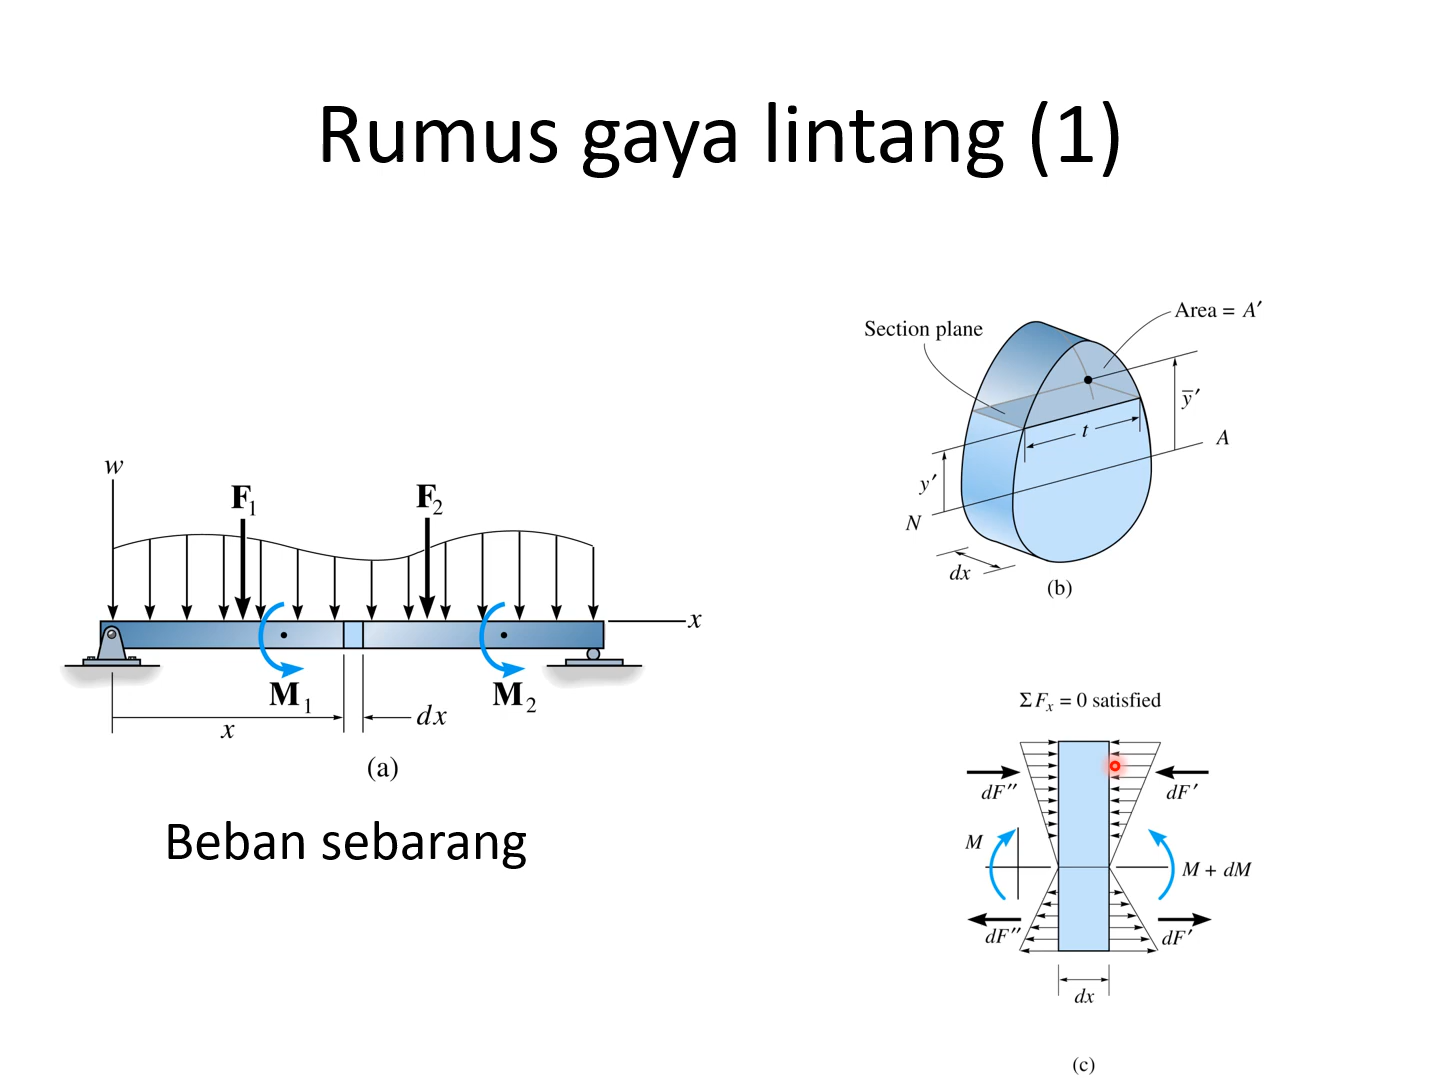 Rumus gaya lintang (1)
w
F₁
F₂
x
M₁
M₂
x
dx
(a)
Beban sebarang
Section plane
Area = A′
y̅′
t
A
y′
N
dx
(b)
ΣFₓ = 0 satisfied
dF″
dF′
M
M + dM
dF″
dF′
dx
(c)